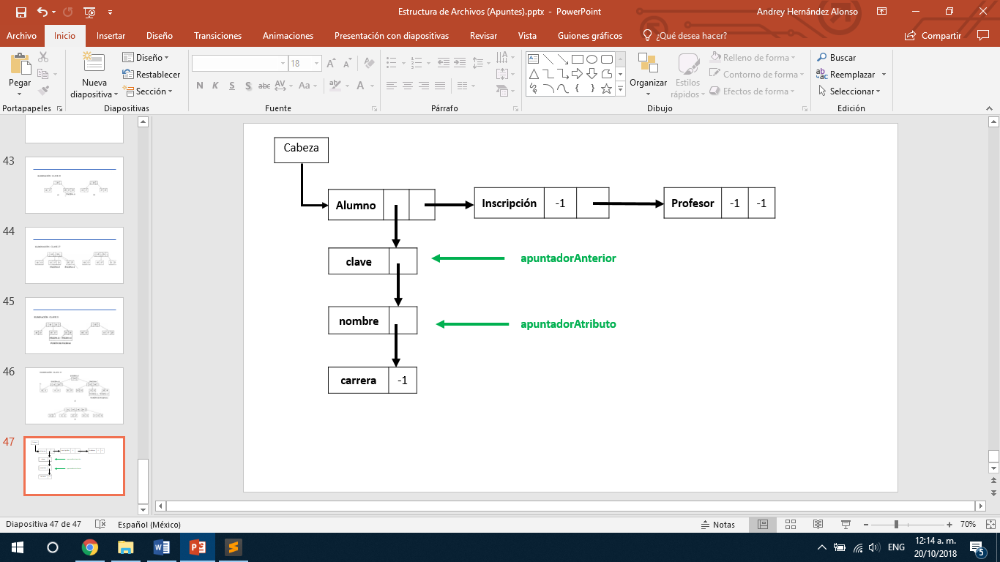 Estructura de Archivos (Apuntes).pptx - PowerPoint
Andrey Hernández Alonso
Archivo Inicio Insertar Diseño Transiciones Animaciones Presentación con diapositivas Revisar Vista Guiones gráficos ¿Qué desea hacer? Compartir
Pegar
Portapapeles
Nueva diapositiva
Diseño
Restablecer
Sección
Diapositivas
18
N K S S abc AV Aa A
Fuente
Párrafo
Organizar
Estilos rápidos
Relleno de forma
Contorno de forma
Efectos de forma
Dibujo
Buscar
Reemplazar
Seleccionar
Edición
43
44
45
46
47
Cabeza
Alumno
Inscripción -1
Profesor -1 -1
clave
apuntadorAnterior
nombre
apuntadorAtributo
carrera -1
Diapositiva 47 de 47 Español (México) Notas 70%
ENG
12:14 a. m.
20/10/2018
5